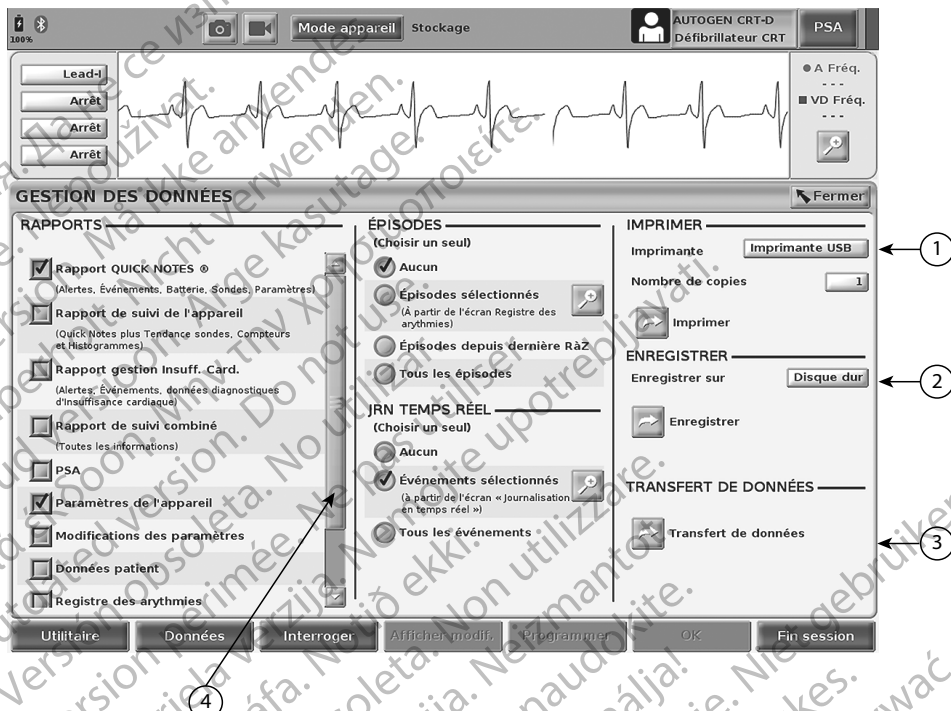 100%
Mode appareil
Stockage
AUTOGEN CRT-D
Défibrillateur CRT
PSA
Lead-I
Arrêt
Arrêt
Arrêt
A Fréq.
- - -
VD Fréq.
- - -
GESTION DES DONNÉES
Fermer
RAPPORTS
Rapport QUICK NOTES ®
(Alertes, Événements, Batterie, Sondes, Paramètres)
Rapport de suivi de l'appareil
(Quick Notes plus Tendance sondes, Compteurs
et Histogrammes)
Rapport gestion Insuff. Card.
(Alertes, Événements, données diagnostiques
d'Insuffisance cardiaque)
Rapport de suivi combiné
(Toutes les informations)
PSA
Paramètres de l'appareil
Modifications des paramètres
Données patient
Registre des arythmies
ÉPISODES
(Choisir un seul)
Aucun
Épisodes sélectionnés
(À partir de l'écran Registre des
arythmies)
Épisodes depuis dernière RàZ
Tous les épisodes
JRN TEMPS RÉEL
(Choisir un seul)
Aucun
Événements sélectionnés
(à partir de l'écran « Journalisation
en temps réel »)
Tous les événements
IMPRIMER
Imprimante
Imprimante USB
1
Nombre de copies
1
Imprimer
ENREGISTRER
Enregistrer sur
Disque dur
2
Enregistrer
TRANSFERT DE DONNÉES
Transfert de données
3
Utilitaire
Données
Interroger
Afficher modif.
Programmer
OK
Fin session
4